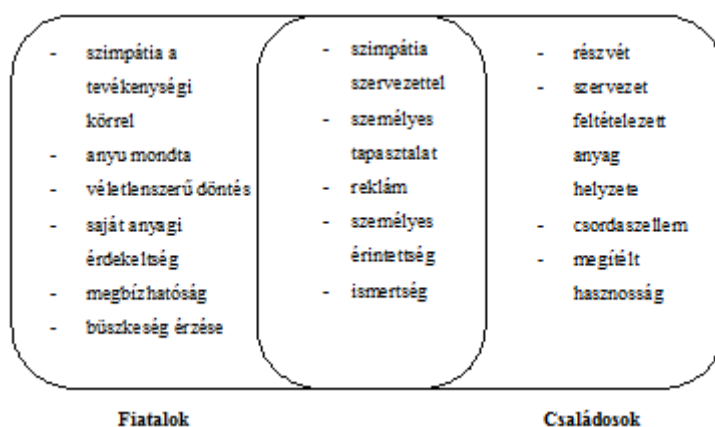 - szimpátia a
tevékenységi
körrel
- anyu mondta
- véletlenszerű döntés
- saját anyagi
érdekeltség
- megbízhatóság
- büszkeség érzése
- szimpátia
szervezettel
- személyes
tapasztalat
- reklám
- személyes
érintettség
- ismertség
- részvét
- szervezet
feltételezett
anyag
helyzete
- csordaszellem
- megítélt
hasznosság
Fiatalok
Családosok